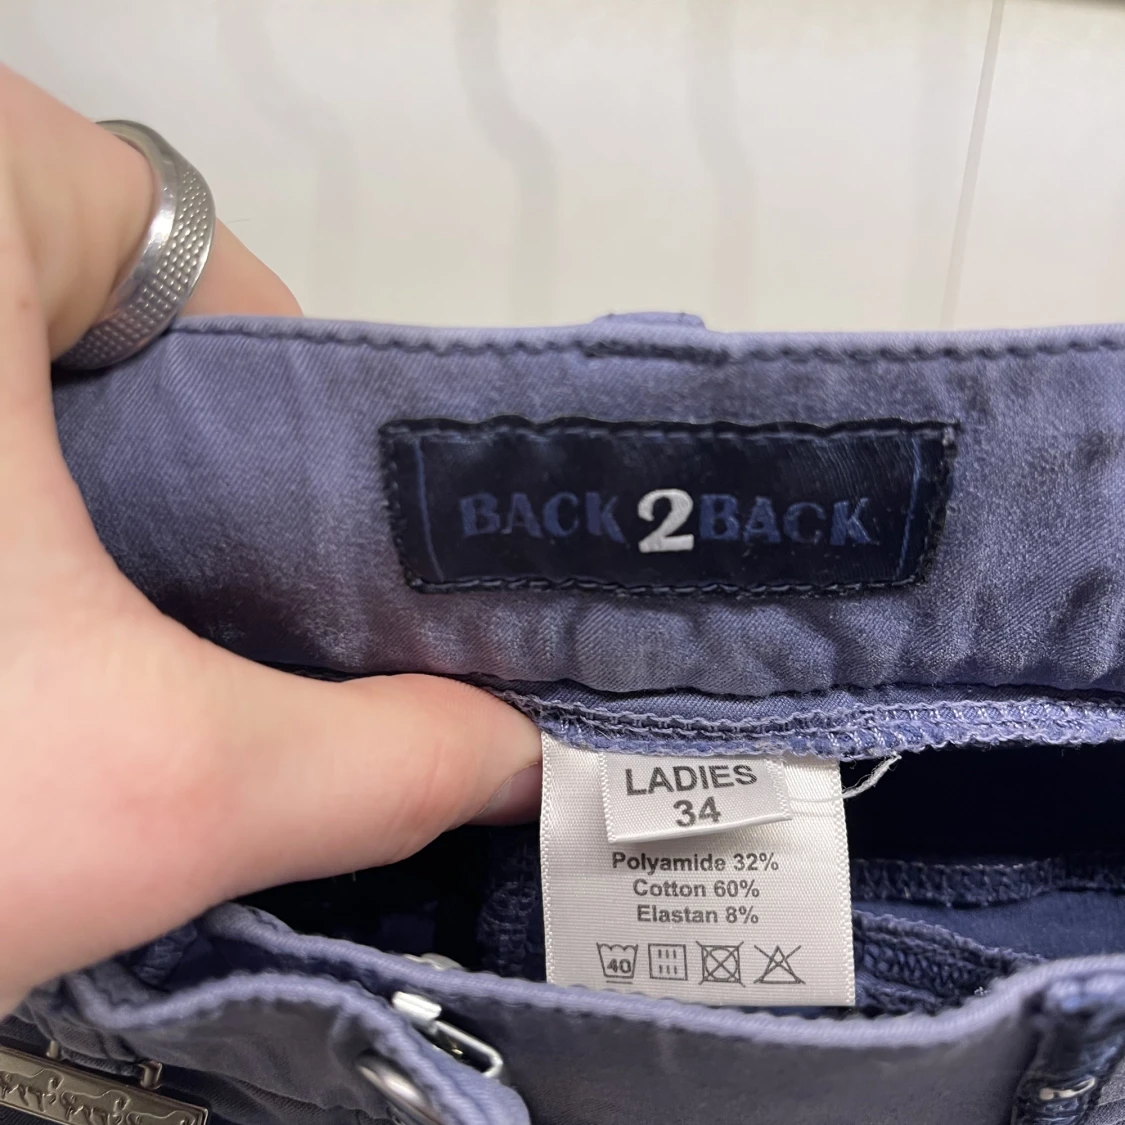 BACK 2 BACK
LADIES
34
Polyamide 32%
Cotton 60%
Elastan 8%
40